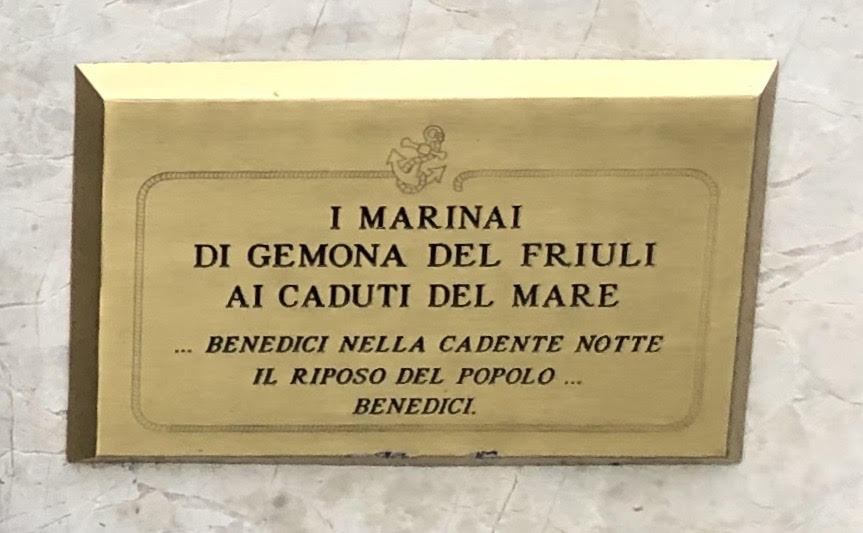 I MARINAI
DI GEMONA DEL FRIULI
AI CADUTI DEL MARE
... BENEDICI NELLA CADENTE NOTTE
IL RIPOSO DEL POPOLO ...
BENEDICI.